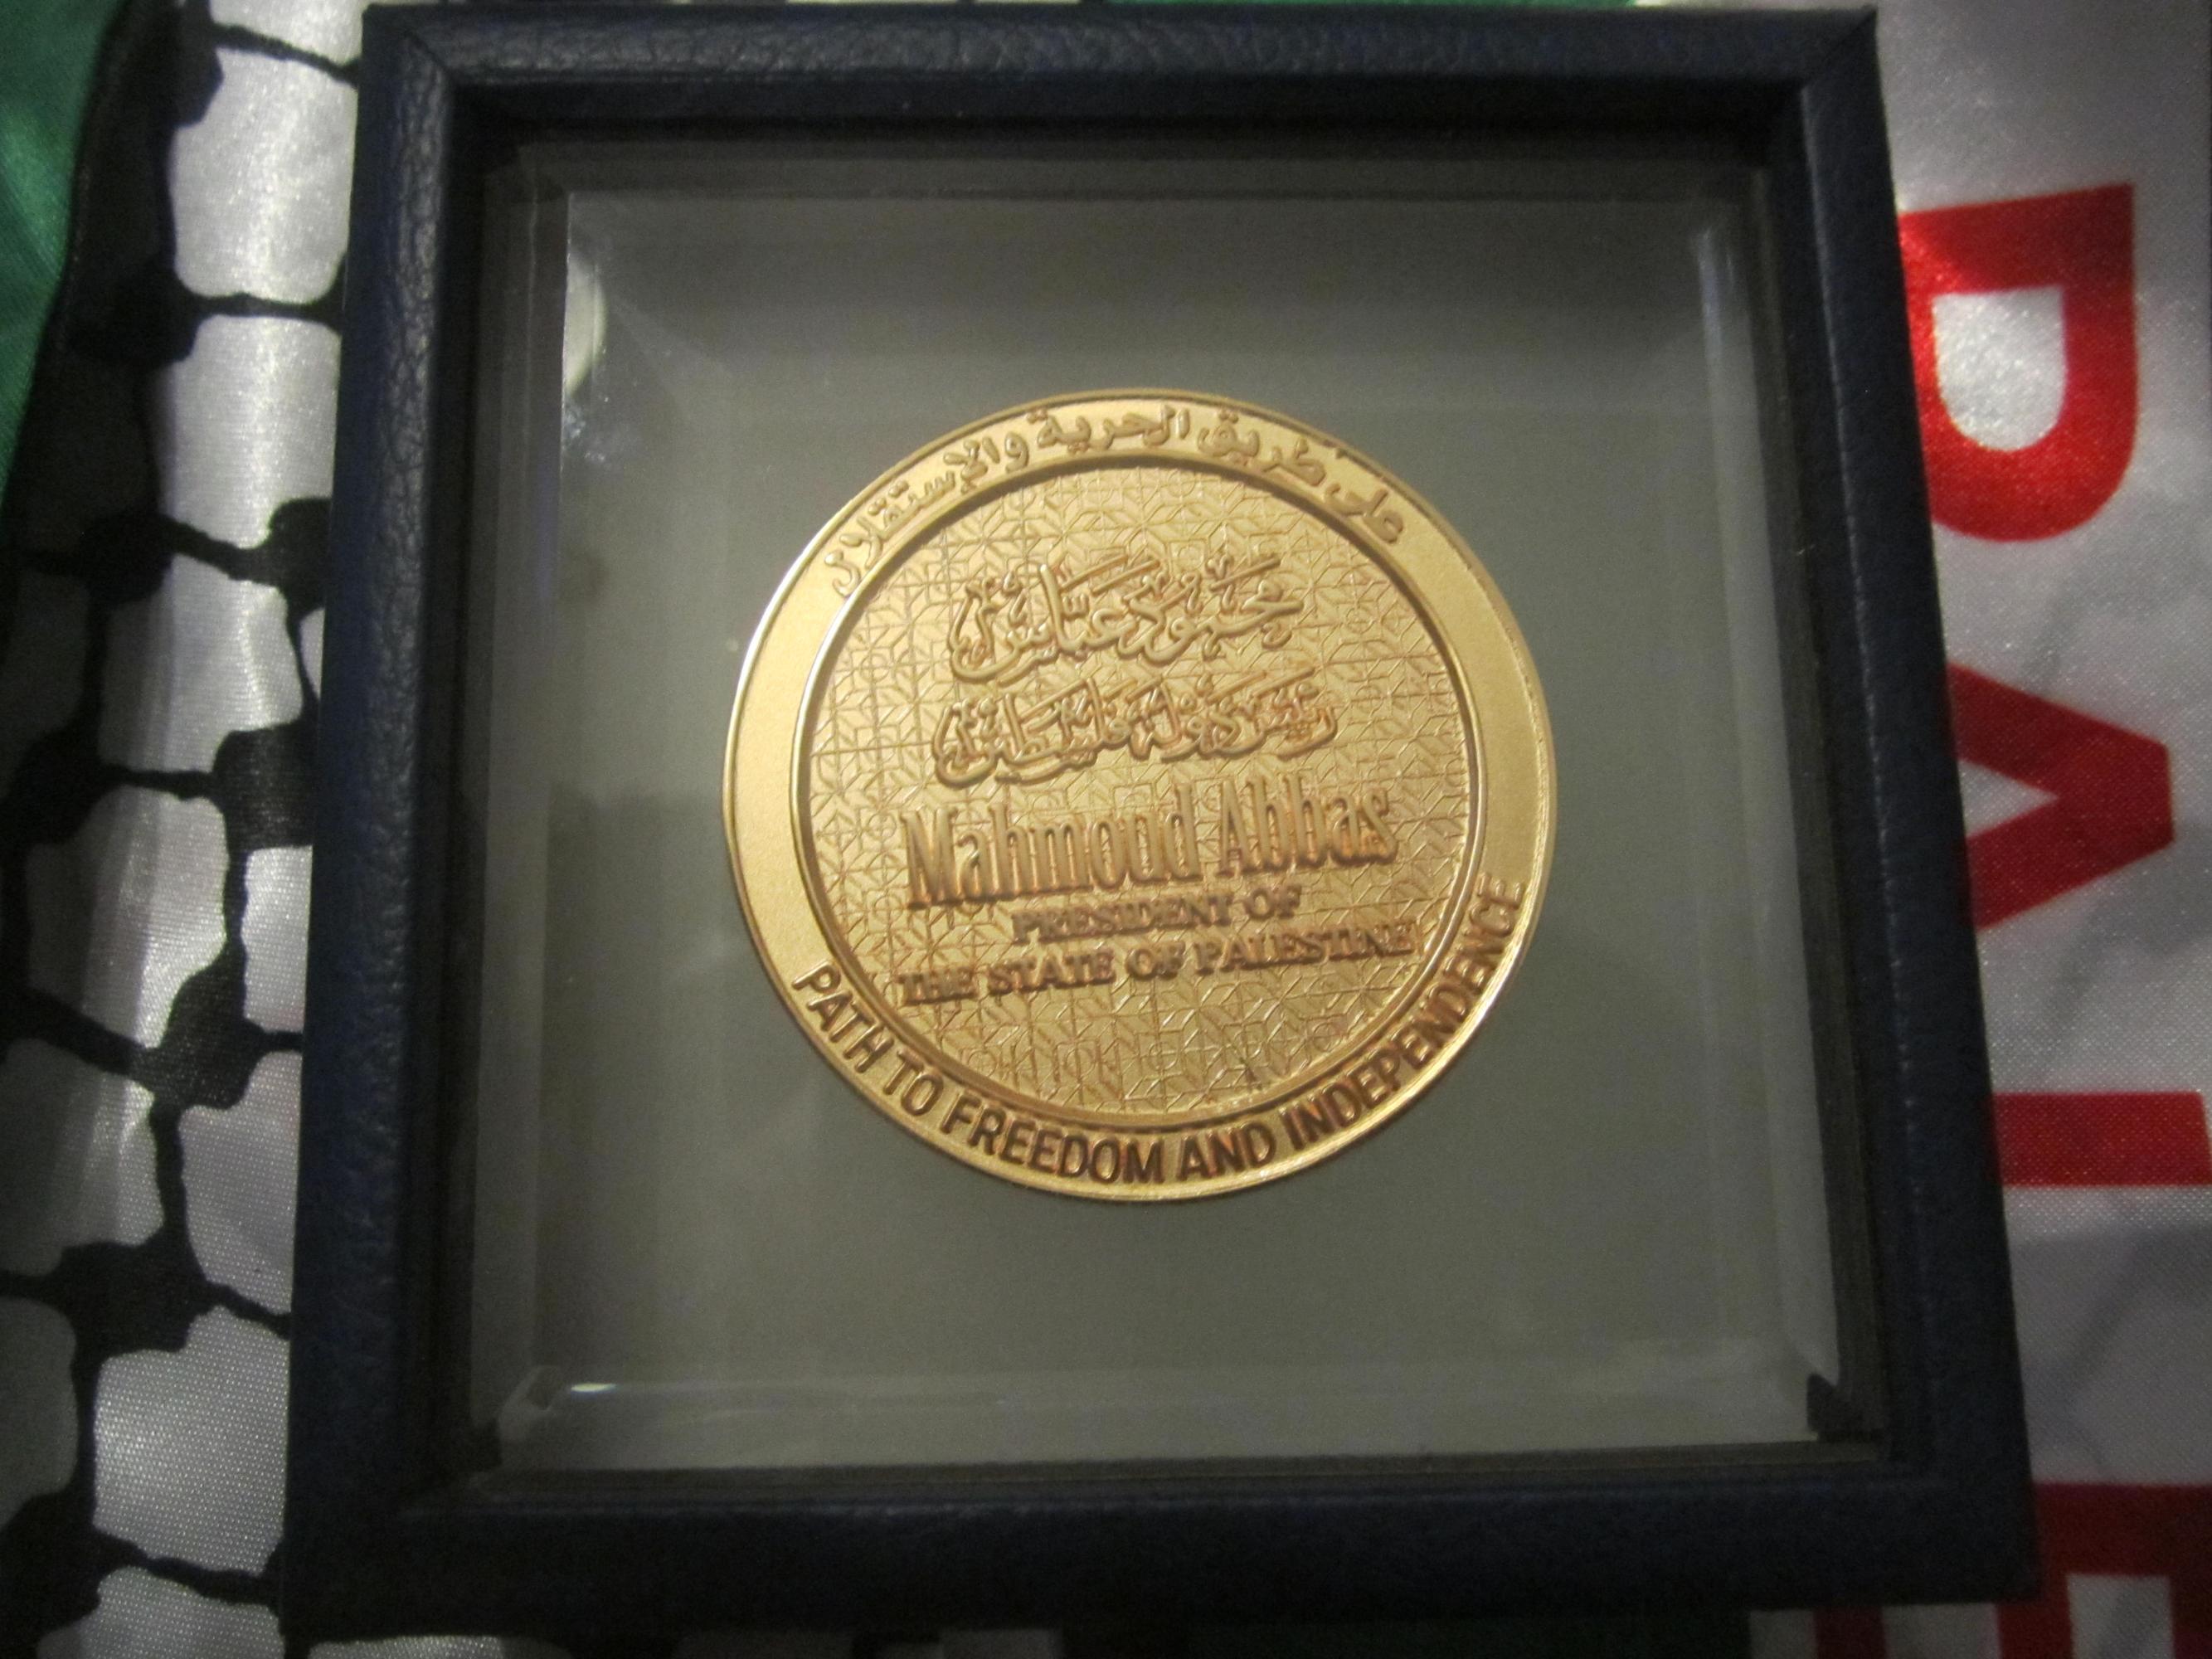 على طريق الحرية والإستقلال
محمود عباس
رئيس دولة فلسطين
Mahmoud Abbas
PRESIDENT OF
THE STATE OF PALESTINE
PATH TO FREEDOM AND INDEPENDENCE
PALE